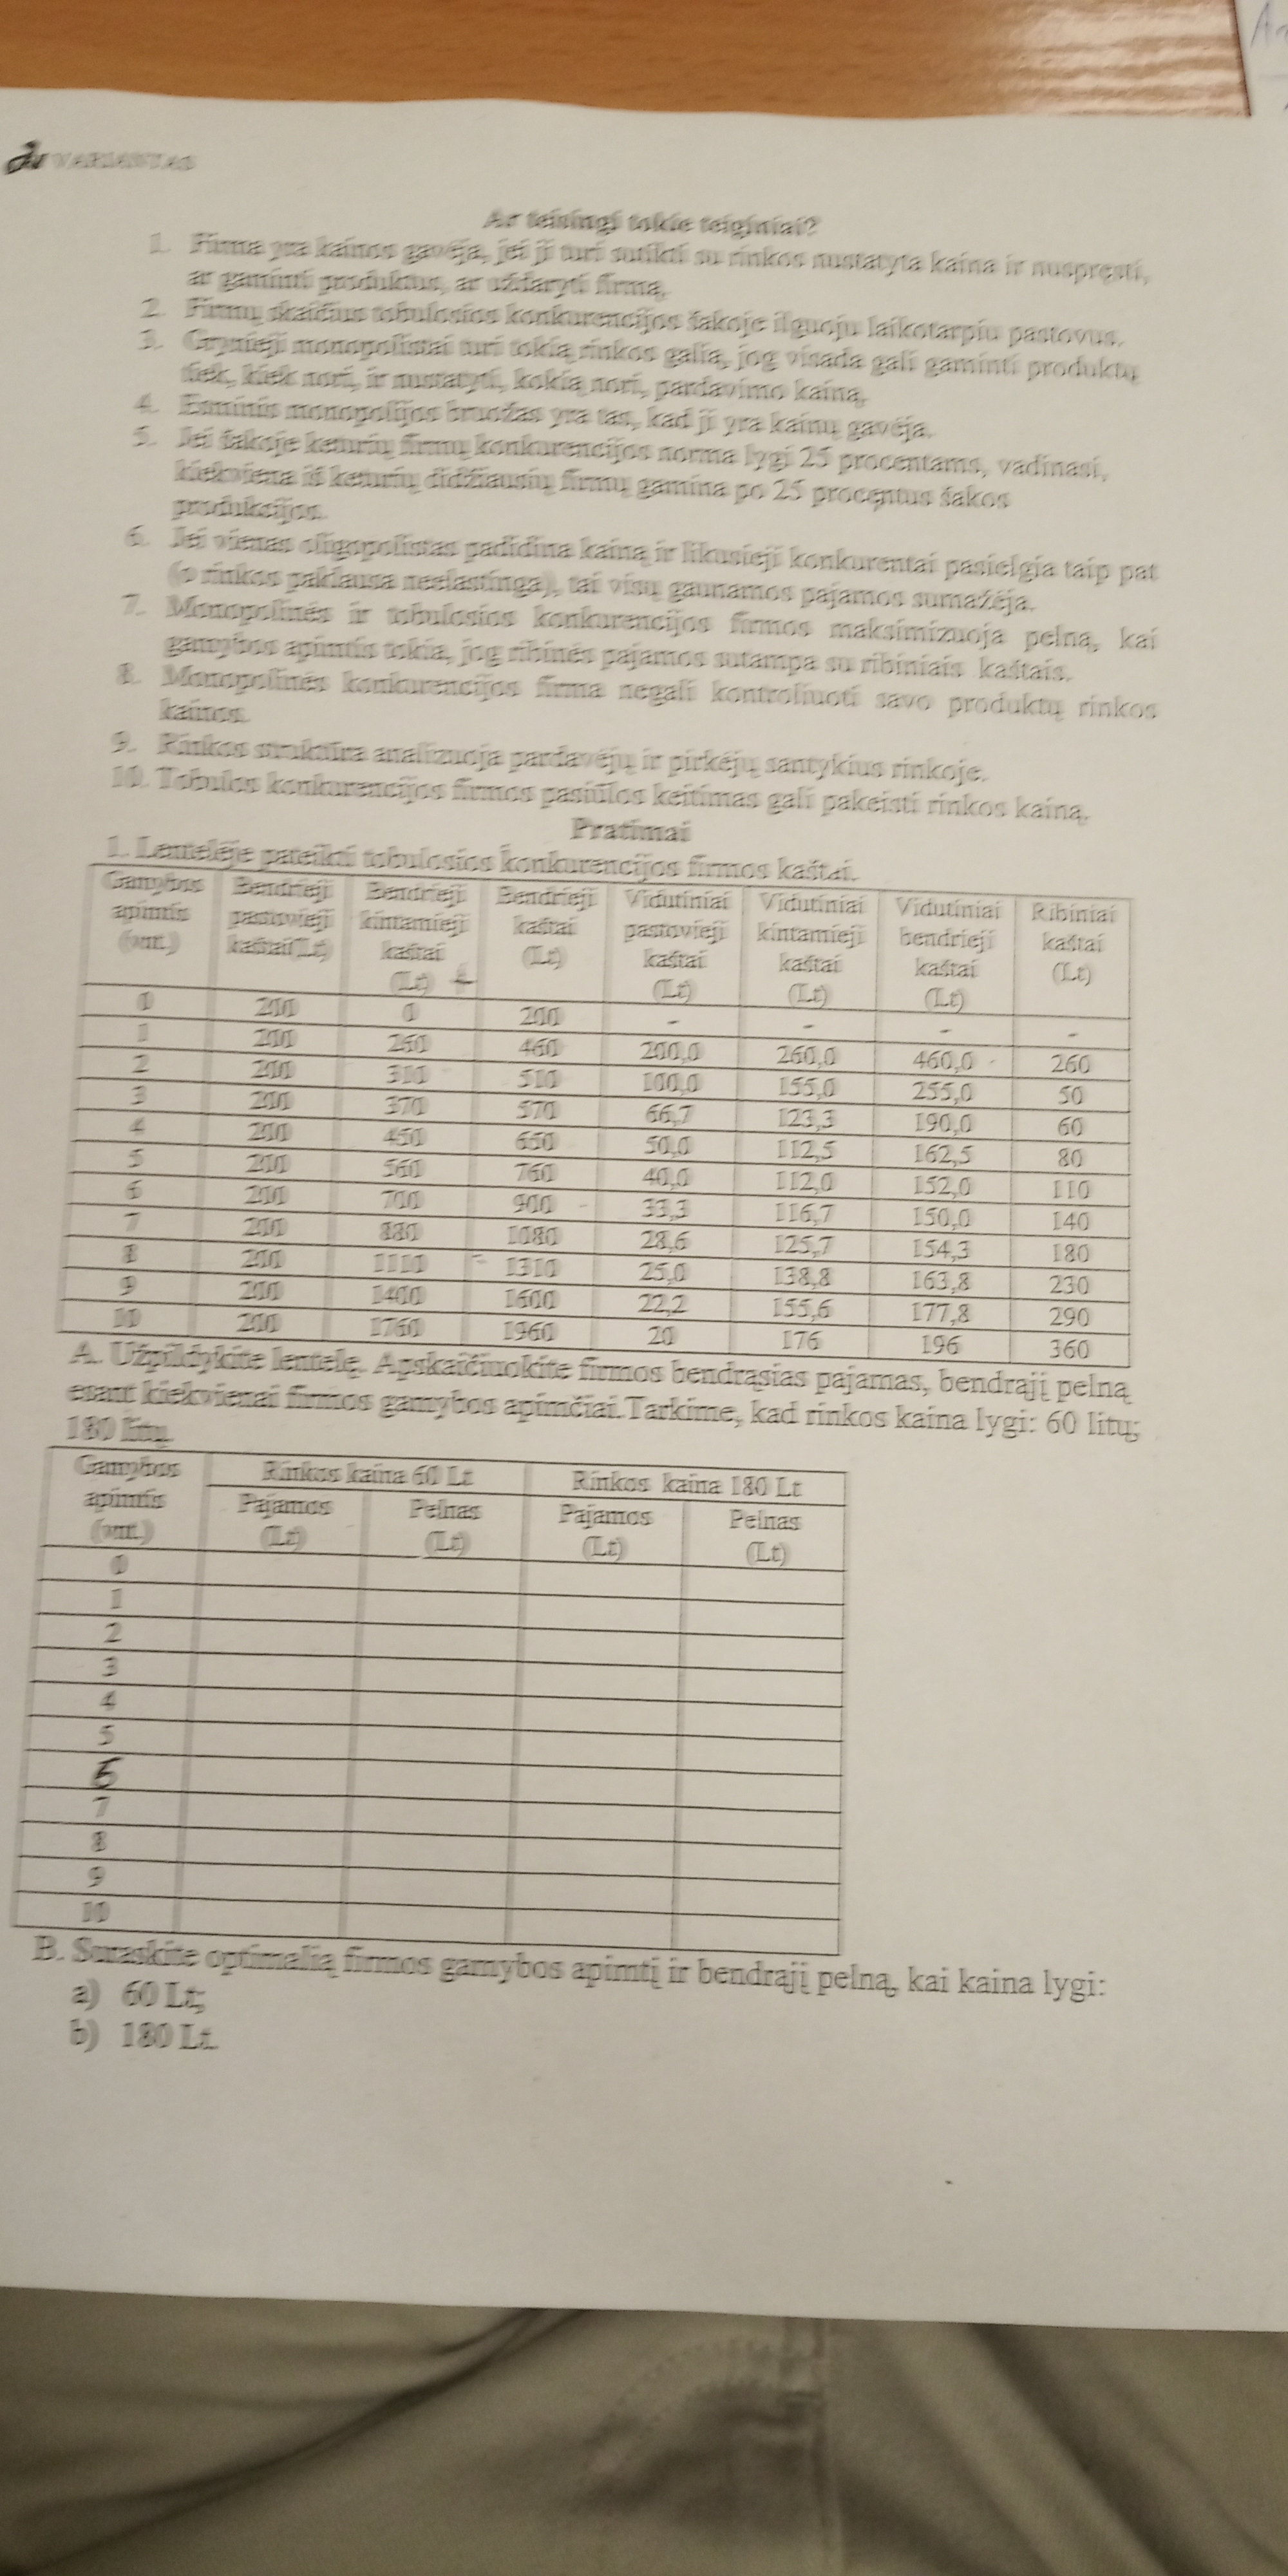 2 VARIANTAS
Ar teisingi tokie teiginiai?
1. Firma yra kainos gavėja, jei ji turi sutikti su rinkos nustatyta kaina ir nuspręsti,
ar gaminti produktus, ar uždaryti firmą.
2. Firmų skaičius tobulosios konkurencijos šakoje ilguoju laikotarpiu pastovus.
3. Grynieji monopolistai turi tokią rinkos galią, jog visada gali gaminti produktų
tiek, kiek nori, ir nustatyti, kokią nori, pardavimo kainą.
4. Esminis monopolijos bruožas yra tas, kad ji yra kainų gavėja.
5. Jei šakoje keturių firmų konkurencijos norma lygi 25 procentams, vadinasi,
kiekviena iš keturių didžiausių firmų gamina po 25 procentus šakos
produkcijos.
6. Jei vienas oligopolistas padidina kainą ir likusieji konkurentai pasielgia taip pat
(o rinkos paklausa neelastinga), tai visų gaunamos pajamos sumažėja.
7. Monopolinės ir tobulosios konkurencijos firmos maksimizuoja pelną, kai
gamybos apimtis tokia, jog ribinės pajamos sutampa su ribiniais kaštais.
8. Monopolinės konkurencijos firma negali kontroliuoti savo produktų rinkos
kainos.
9. Rinkos struktūra analizuoja pardavėjų ir pirkėjų santykius rinkoje.
10. Tobulos konkurencijos firmos pasiūlos keitimas gali pakeisti rinkos kainą.
Pratimai
1. Lentelėje pateikti tobulosios konkurencijos firmos kaštai.
Gamybos apimtis (vnt.) Bendrieji pastovieji kaštai(Lt) Bendrieji kintamieji kaštai (Lt) Bendrieji kaštai (Lt) Vidutiniai pastovieji kaštai (Lt) Vidutiniai kintamieji kaštai (Lt) Vidutiniai bendrieji kaštai (Lt) Ribiniai kaštai (Lt)
0 200 0 200 - - - -
1 200 260 460 200,0 260,0 460,0 260
2 200 310 510 100,0 155,0 255,0 50
3 200 370 570 66,7 123,3 190,0 60
4 200 450 650 50,0 112,5 162,5 80
5 200 560 760 40,0 112,0 152,0 110
6 200 700 900 33,3 116,7 150,0 140
7 200 880 1080 28,6 125,7 154,3 180
8 200 1110 1310 25,0 138,8 163,8 230
9 200 1400 1600 22,2 155,6 177,8 290
10 200 1760 1960 20 176 196 360
A. Užpildykite lentelę. Apskaičiuokite firmos bendrąsias pajamas, bendrąjį pelną
esant kiekvienai firmos gamybos apimčiai.Tarkime, kad rinkos kaina lygi: 60 litų;
180 litų.
Gamybos apimtis (vnt.) Rinkos kaina 60 Lt Rinkos kaina 180 Lt
Pajamos (Lt) Pelnas (Lt) Pajamos (Lt) Pelnas (Lt)
0
1
2
3
4
5
6
7
8
9
10
B. Suraskite optimalią firmos gamybos apimtį ir bendrąjį pelną, kai kaina lygi:
a) 60 Lt;
b) 180 Lt.